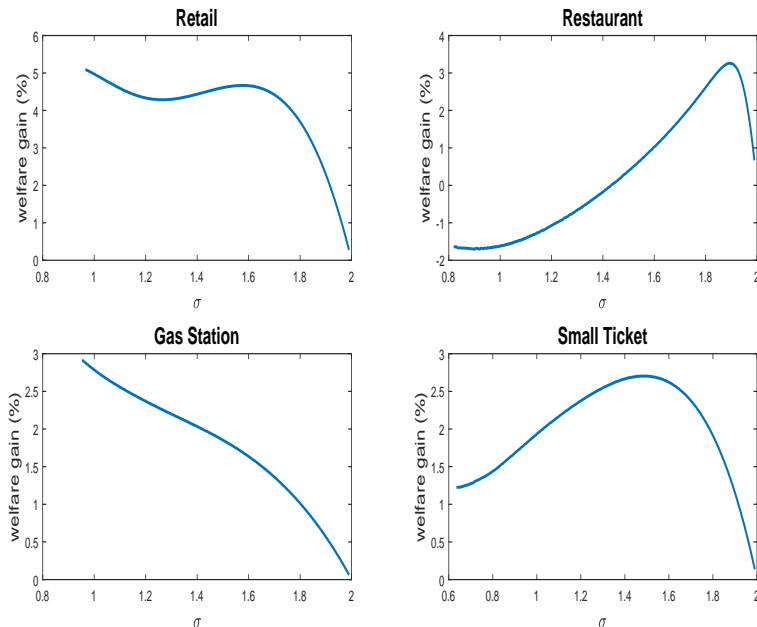 Retail
welfare gain (%)
6
5
4
3
2
1
0
0.8 1 1.2 1.4 1.6 1.8 2
σ
Restaurant
welfare gain (%)
4
3
2
1
0
-1
-2
0.8 1 1.2 1.4 1.6 1.8 2
σ
Gas Station
welfare gain (%)
3
2.5
2
1.5
1
0.5
0
0.8 1 1.2 1.4 1.6 1.8 2
σ
Small Ticket
welfare gain (%)
3
2.5
2
1.5
1
0.5
0
0.6 0.8 1 1.2 1.4 1.6 1.8 2
σ